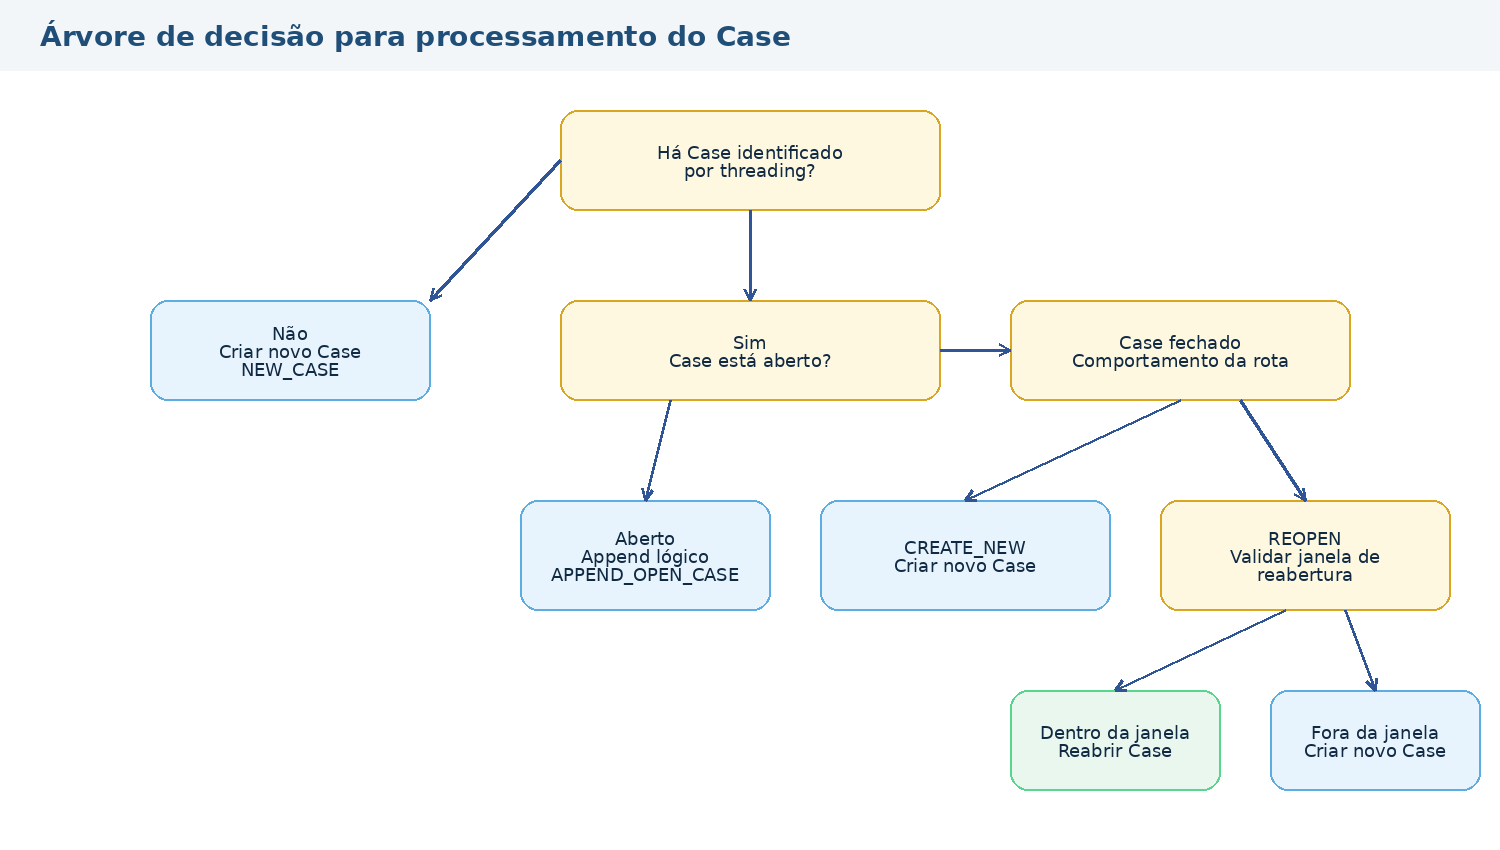 Árvore de decisão para processamento do Case
Há Case identificado
por threading?
Não
Criar novo Case
NEW_CASE
Sim
Case está aberto?
Case fechado
Comportamento da rota
Aberto
Append lógico
APPEND_OPEN_CASE
CREATE_NEW
Criar novo Case
REOPEN
Validar janela de
reabertura
Dentro da janela
Reabrir Case
Fora da janela
Criar novo Case